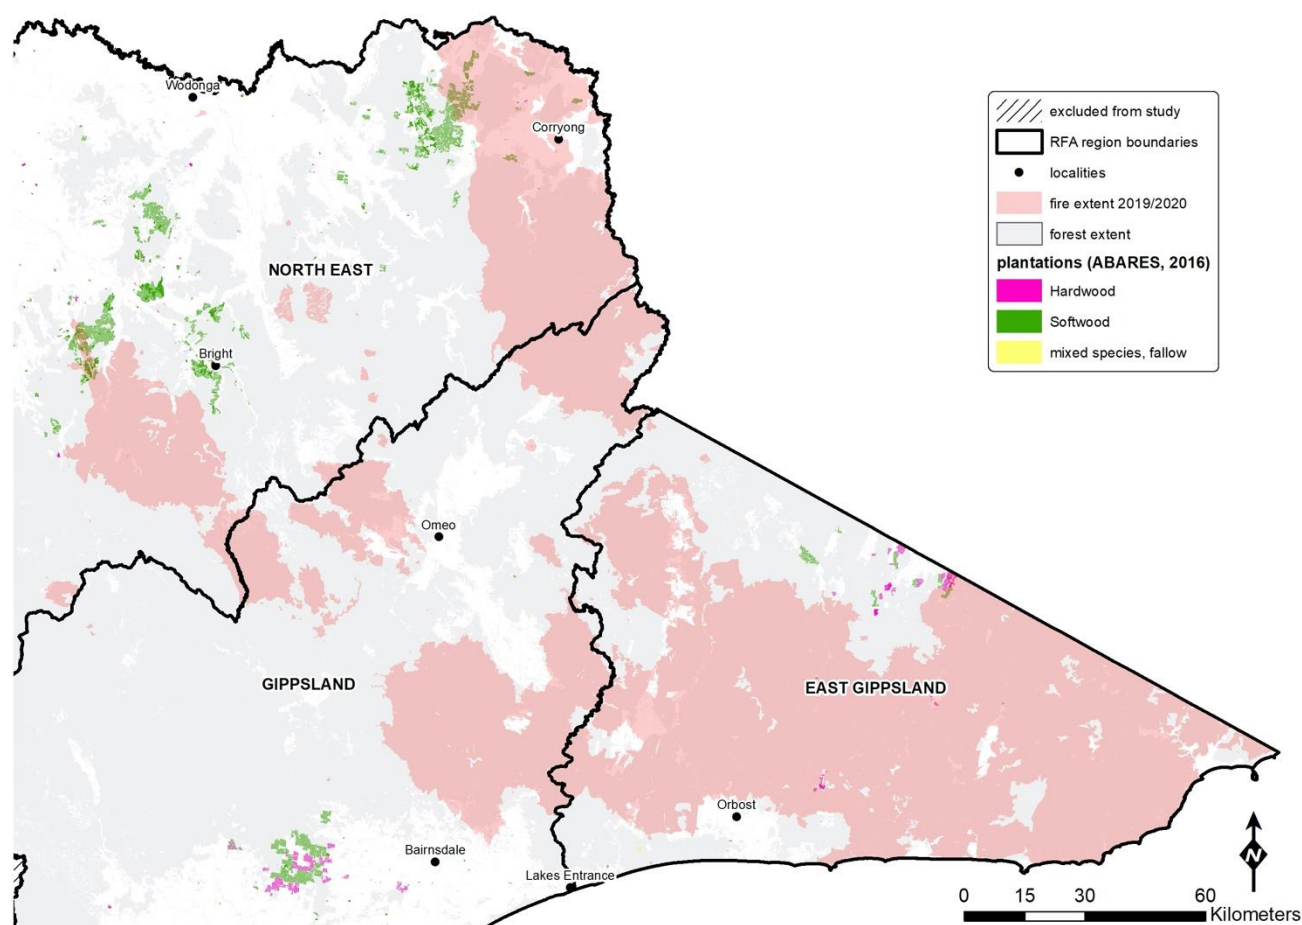 Wodonga
Corryong
NORTH EAST
Bright
Omeo
GIPPSLAND
EAST GIPPSLAND
Orbost
Bairnsdale
Lakes Entrance
excluded from study
RFA region boundaries
localities
fire extent 2019/2020
forest extent
plantations (ABARES, 2016)
Hardwood
Softwood
mixed species, fallow
N
0 15 30 60
Kilometers